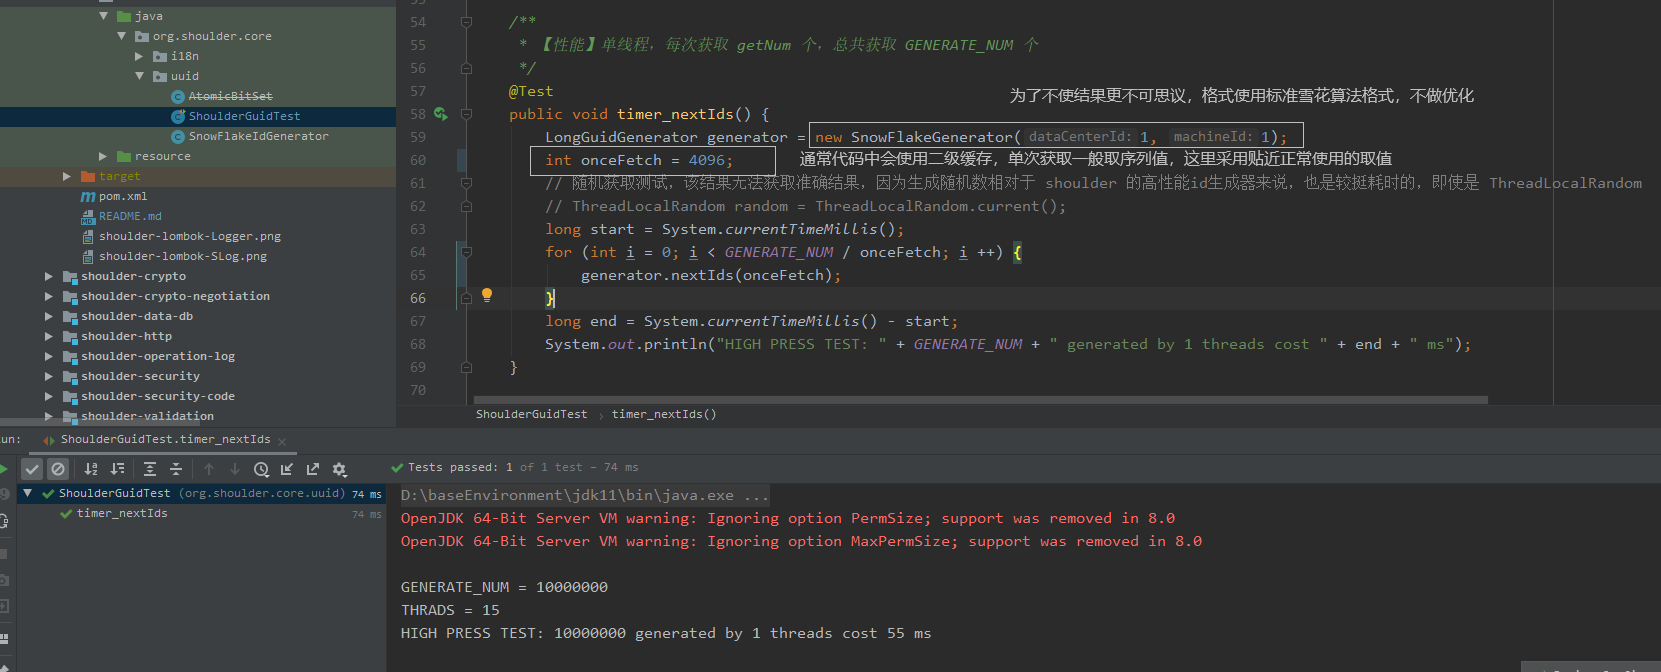 java
org.shoulder.core
i18n
uuid
AtomicBitSet
ShoulderGuidTest
SnowFlakeIdGenerator
resource
target
pom.xml
README.md
shoulder-lombok-Logger.png
shoulder-lombok-SLog.png
shoulder-crypto
shoulder-crypto-negotiation
shoulder-data-db
shoulder-http
shoulder-operation-log
shoulder-security
shoulder-security-code
shoulder-validation
54 /**
55 * 【性能】单线程，每次获取 getNum 个，总共获取 GENERATE_NUM 个
56 */
57 @Test
为了不使结果更不可思议，格式使用标准雪花算法格式，不做优化
58 public void timer_nextIds() {
59 LongGuidGenerator generator = new SnowFlakeGenerator( dataCenterId: 1, machineId: 1);
60 int onceFetch = 4096; 通常代码中会使用二级缓存，单次获取一般取序列值，这里采用贴近正常使用的取值
61 // 随机获取测试，该结果无法获取准确结果，因为生成随机数相对于 shoulder 的高性能id生成器来说，也是较挺耗时的，即使是 ThreadLocalRandom
62 // ThreadLocalRandom random = ThreadLocalRandom.current();
63 long start = System.currentTimeMillis();
64 for (int i = 0; i < GENERATE_NUM / onceFetch; i ++) {
65 generator.nextIds(onceFetch);
66 }
67 long end = System.currentTimeMillis() - start;
68 System.out.println("HIGH PRESS TEST: " + GENERATE_NUM + " generated by 1 threads cost " + end + " ms");
69 }
70
ShoulderGuidTest › timer_nextIds()
un: ShoulderGuidTest.timer_nextIds
Tests passed: 1 of 1 test – 74 ms
ShoulderGuidTest (org.shoulder.core.uuid) 74 ms
timer_nextIds 74 ms
D:\baseEnvironment\jdk11\bin\java.exe ...
OpenJDK 64-Bit Server VM warning: Ignoring option PermSize; support was removed in 8.0
OpenJDK 64-Bit Server VM warning: Ignoring option MaxPermSize; support was removed in 8.0
GENERATE_NUM = 10000000
THRADS = 15
HIGH PRESS TEST: 10000000 generated by 1 threads cost 55 ms